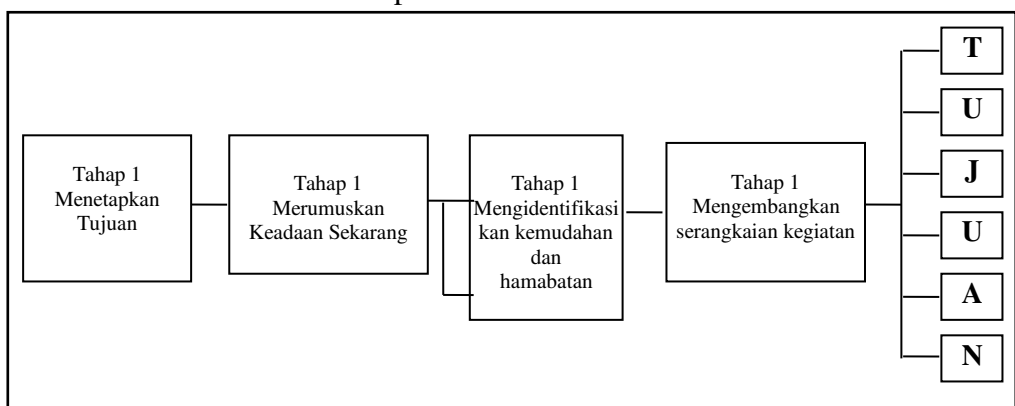 Tahap 1
Menetapkan
Tujuan
Tahap 1
Merumuskan
Keadaan Sekarang
Tahap 1
Mengidentifikasi
kan kemudahan
dan
hamabatan
Tahap 1
Mengembangkan
serangkaian kegiatan
T
U
J
U
A
N